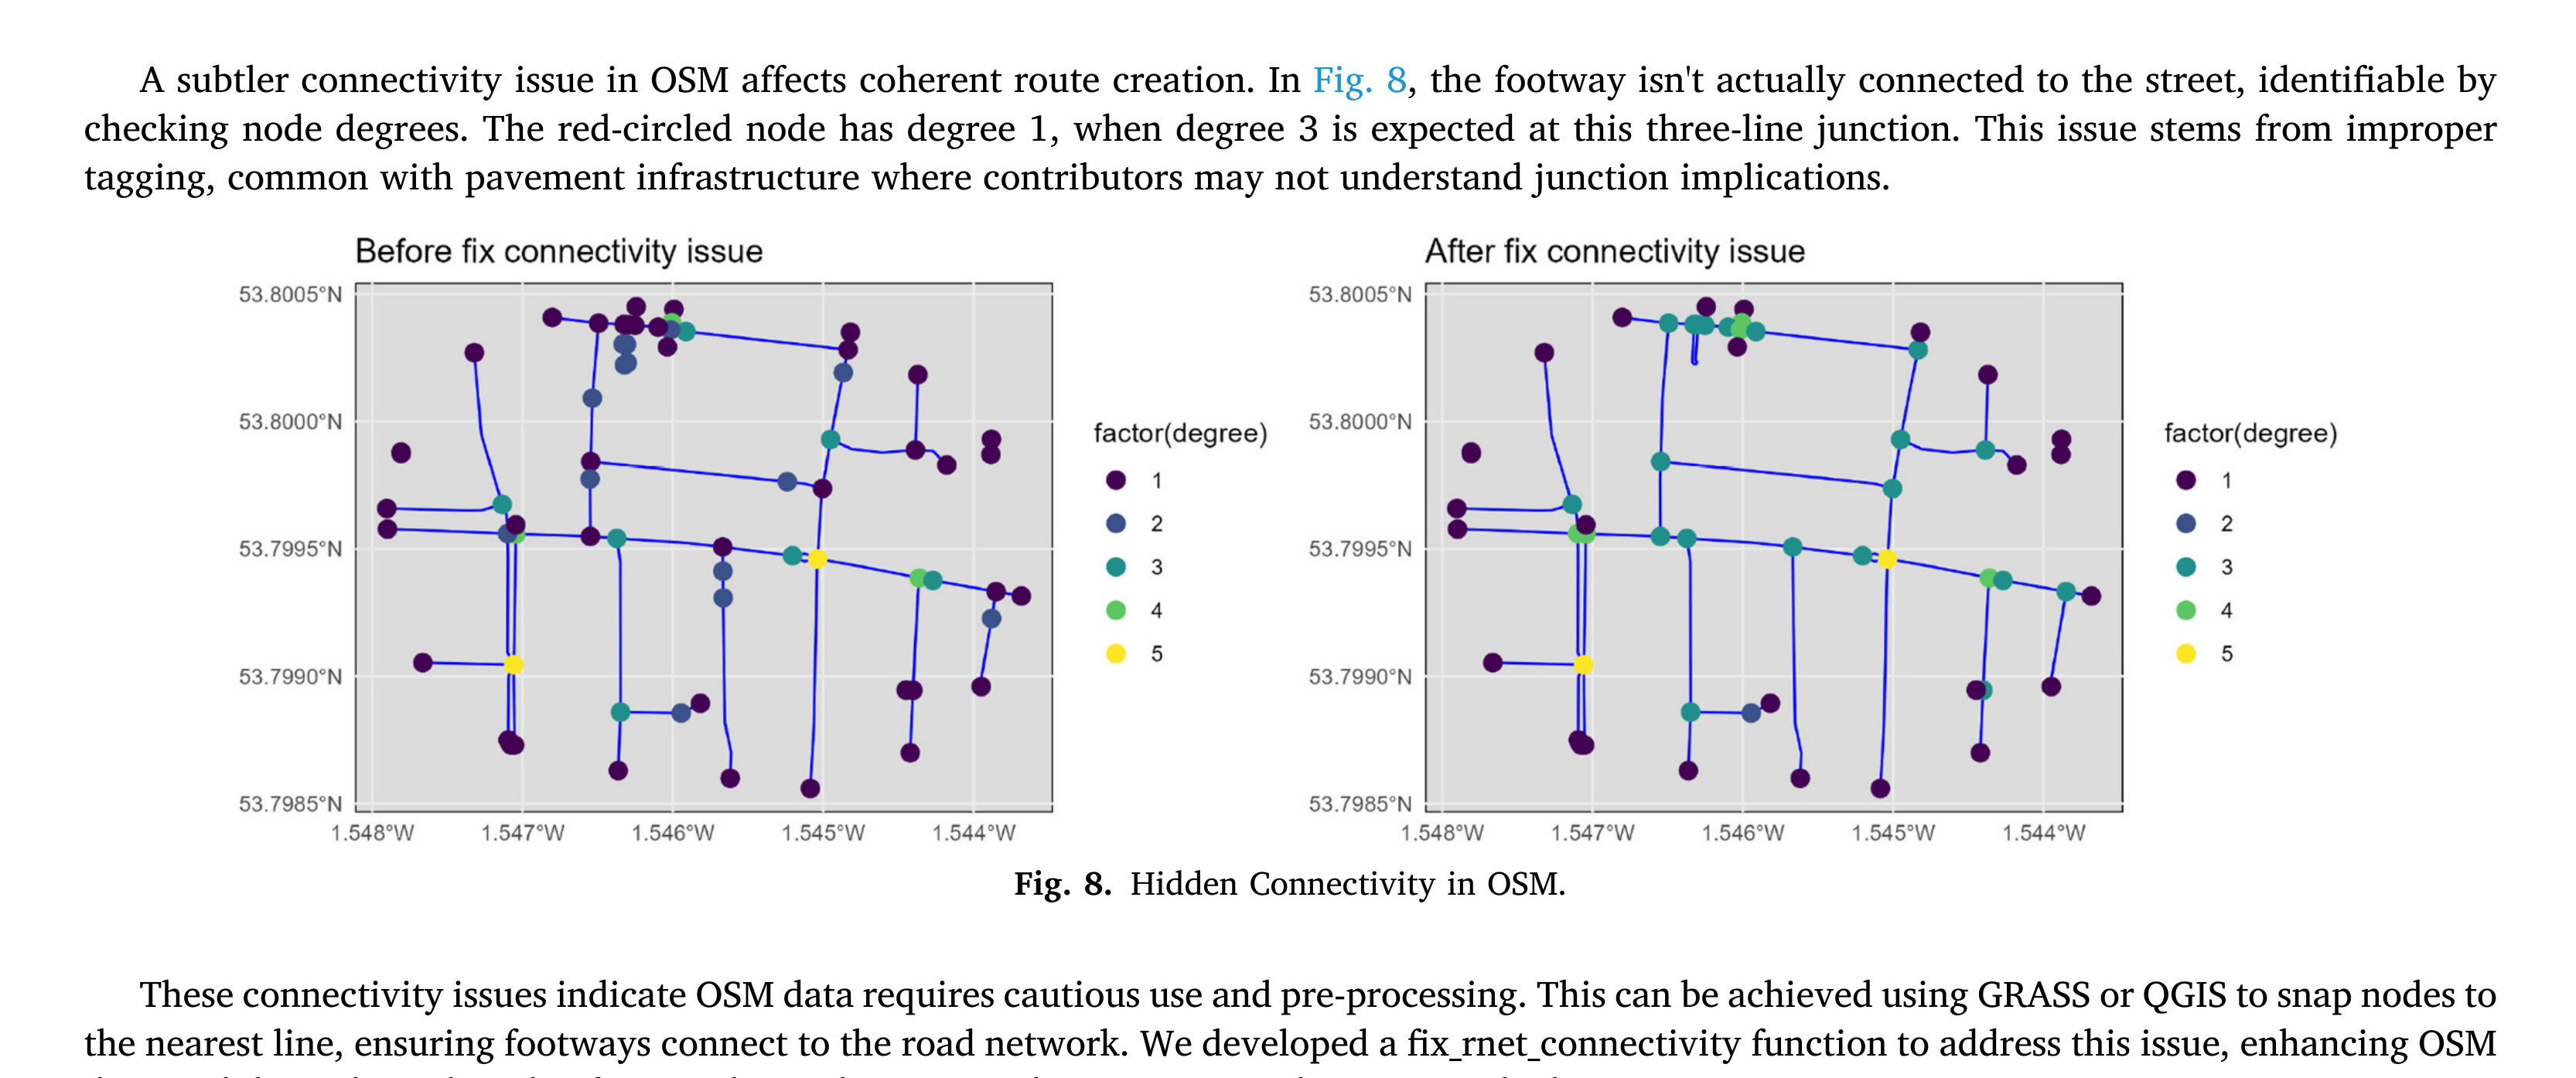 A subtler connectivity issue in OSM affects coherent route creation. In Fig. 8, the footway isn't actually connected to the street, identifiable by
checking node degrees. The red-circled node has degree 1, when degree 3 is expected at this three-line junction. This issue stems from improper
tagging, common with pavement infrastructure where contributors may not understand junction implications.
Before fix connectivity issue
53.8005°N
53.8000°N
53.7995°N
53.7990°N
53.7985°N
1.548°W 1.547°W 1.546°W 1.545°W 1.544°W
factor(degree)
1
2
3
4
5
After fix connectivity issue
53.8005°N
53.8000°N
53.7995°N
53.7990°N
53.7985°N
1.548°W 1.547°W 1.546°W 1.545°W 1.544°W
factor(degree)
1
2
3
4
5
Fig. 8. Hidden Connectivity in OSM.
These connectivity issues indicate OSM data requires cautious use and pre-processing. This can be achieved using GRASS or QGIS to snap nodes to
the nearest line, ensuring footways connect to the road network. We developed a fix_rnet_connectivity function to address this issue, enhancing OSM